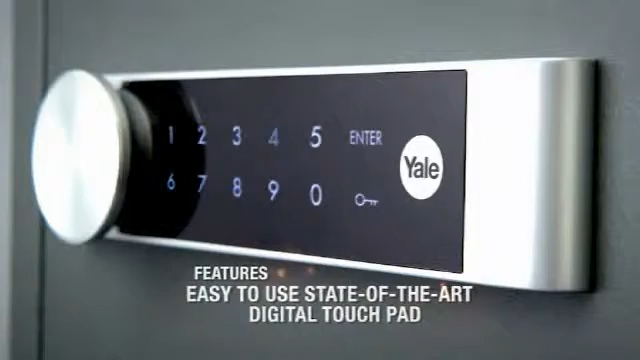 1 2 3 4 5 ENTER
Yale
6 7 8 9 0
FEATURES
EASY TO USE STATE-OF-THE-ART
DIGITAL TOUCH PAD